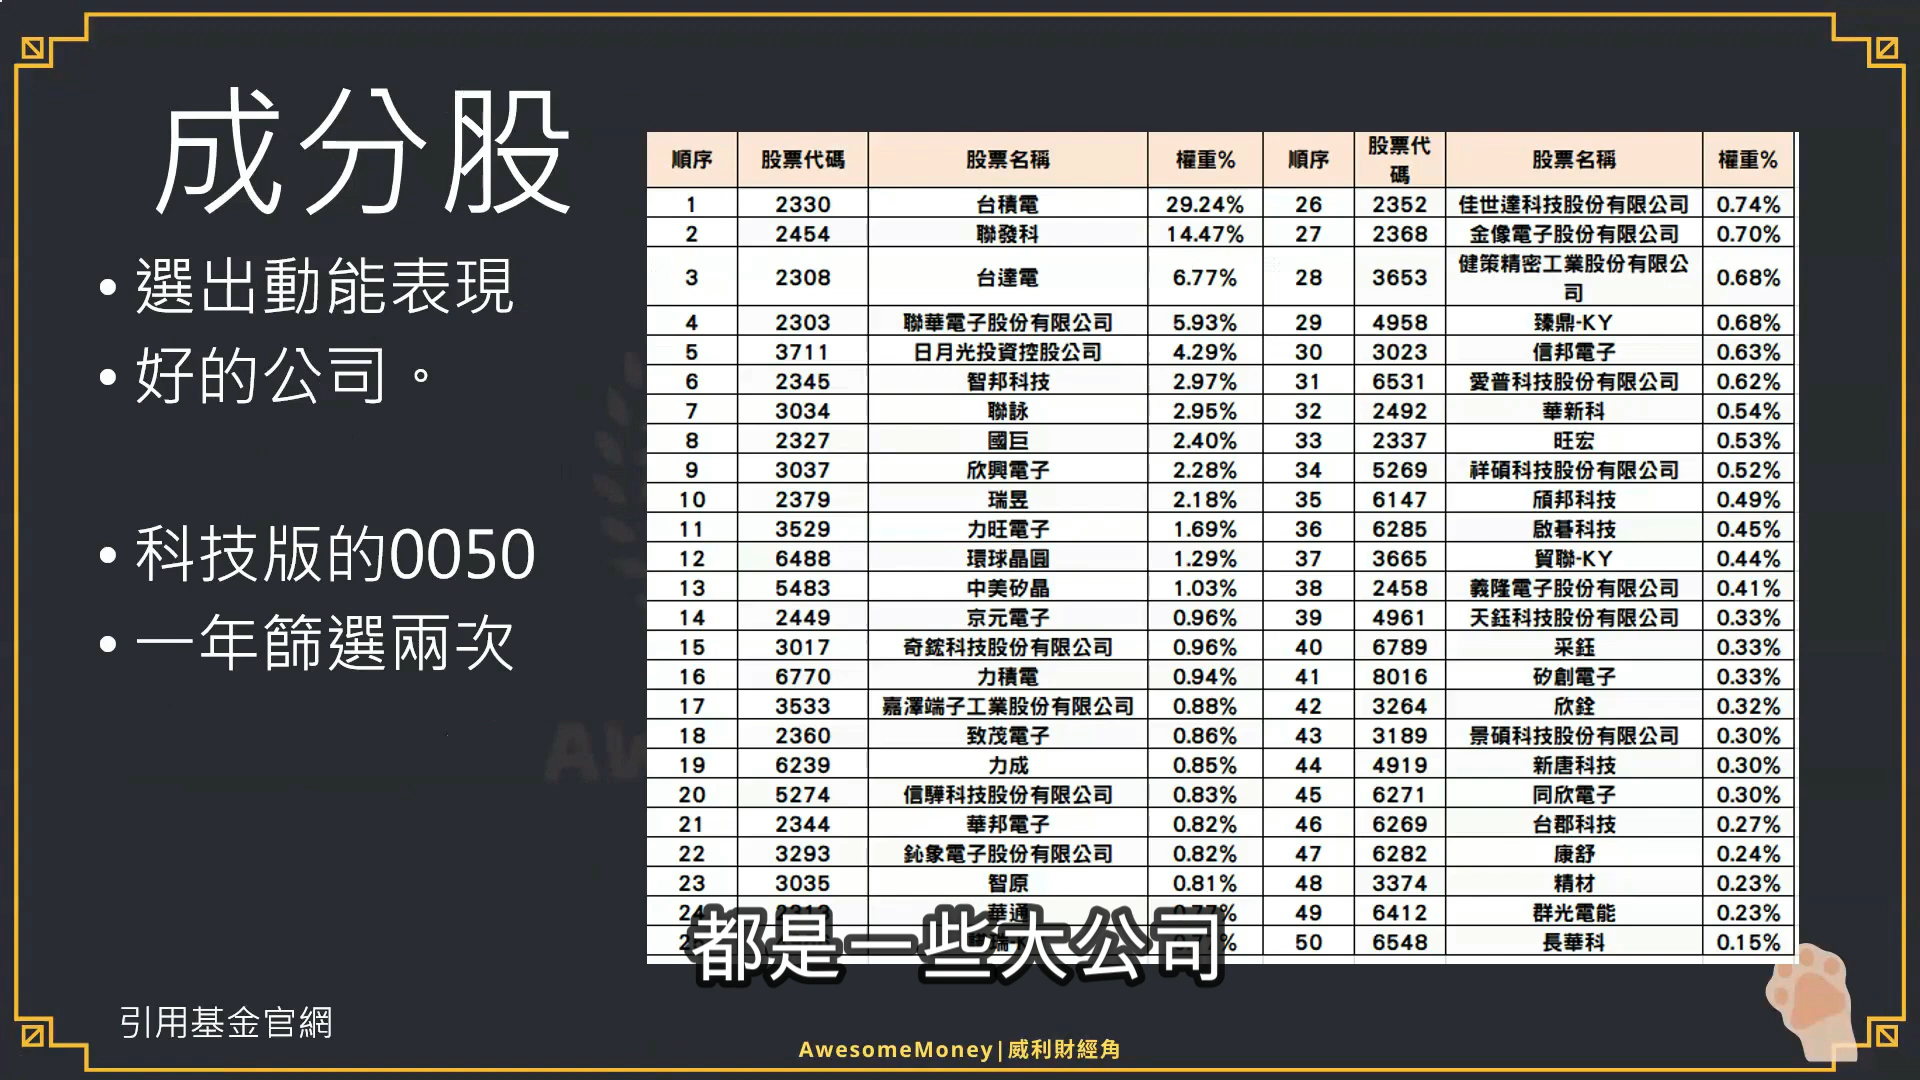 成分股
選出動能表現
好的公司。
科技版的0050
一年篩選兩次
順序 股票代碼 股票名稱 權重% 順序 股票代碼 股票名稱 權重%
1 2330 台積電 29.24% 26 2352 佳世達科技股份有限公司 0.74%
2 2454 聯發科 14.47% 27 2368 金像電子股份有限公司 0.70%
3 2308 台達電 6.77% 28 3653 健策精密工業股份有限公司 0.68%
4 2303 聯華電子股份有限公司 5.93% 29 4958 臻鼎-KY 0.68%
5 3711 日月光投資控股公司 4.29% 30 3023 信邦電子 0.63%
6 2345 智邦科技 2.97% 31 6531 愛普科技股份有限公司 0.62%
7 3034 聯詠 2.95% 32 2492 華新科 0.54%
8 2327 國巨 2.40% 33 2337 旺宏 0.53%
9 3037 欣興電子 2.28% 34 5269 祥碩科技股份有限公司 0.52%
10 2379 瑞昱 2.18% 35 6147 頎邦科技 0.49%
11 3529 力旺電子 1.69% 36 6285 啟碁科技 0.45%
12 6488 環球晶圓 1.29% 37 3665 貿聯-KY 0.44%
13 5483 中美矽晶 1.03% 38 2458 義隆電子股份有限公司 0.41%
14 2449 京元電子 0.96% 39 4961 天鈺科技股份有限公司 0.33%
15 3017 奇鋐科技股份有限公司 0.96% 40 6789 采鈺 0.33%
16 6770 力積電 0.94% 41 8016 矽創電子 0.33%
17 3533 嘉澤端子工業股份有限公司 0.88% 42 3264 欣銓 0.32%
18 2360 致茂電子 0.86% 43 3189 景碩科技股份有限公司 0.30%
19 6239 力成 0.85% 44 4919 新唐科技 0.30%
20 5274 信驊科技股份有限公司 0.83% 45 6271 同欣電子 0.30%
21 2344 華邦電子 0.82% 46 6269 台郡科技 0.27%
22 3293 鈊象電子股份有限公司 0.82% 47 6282 康舒 0.24%
23 3035 智原 0.81% 48 3374 精材 0.23%
24 2313 華通 0.77% 49 6412 群光電能 0.23%
50 6548 長華科 0.15%
都是一些大公司
引用基金官網
AwesomeMoney|威利財經角